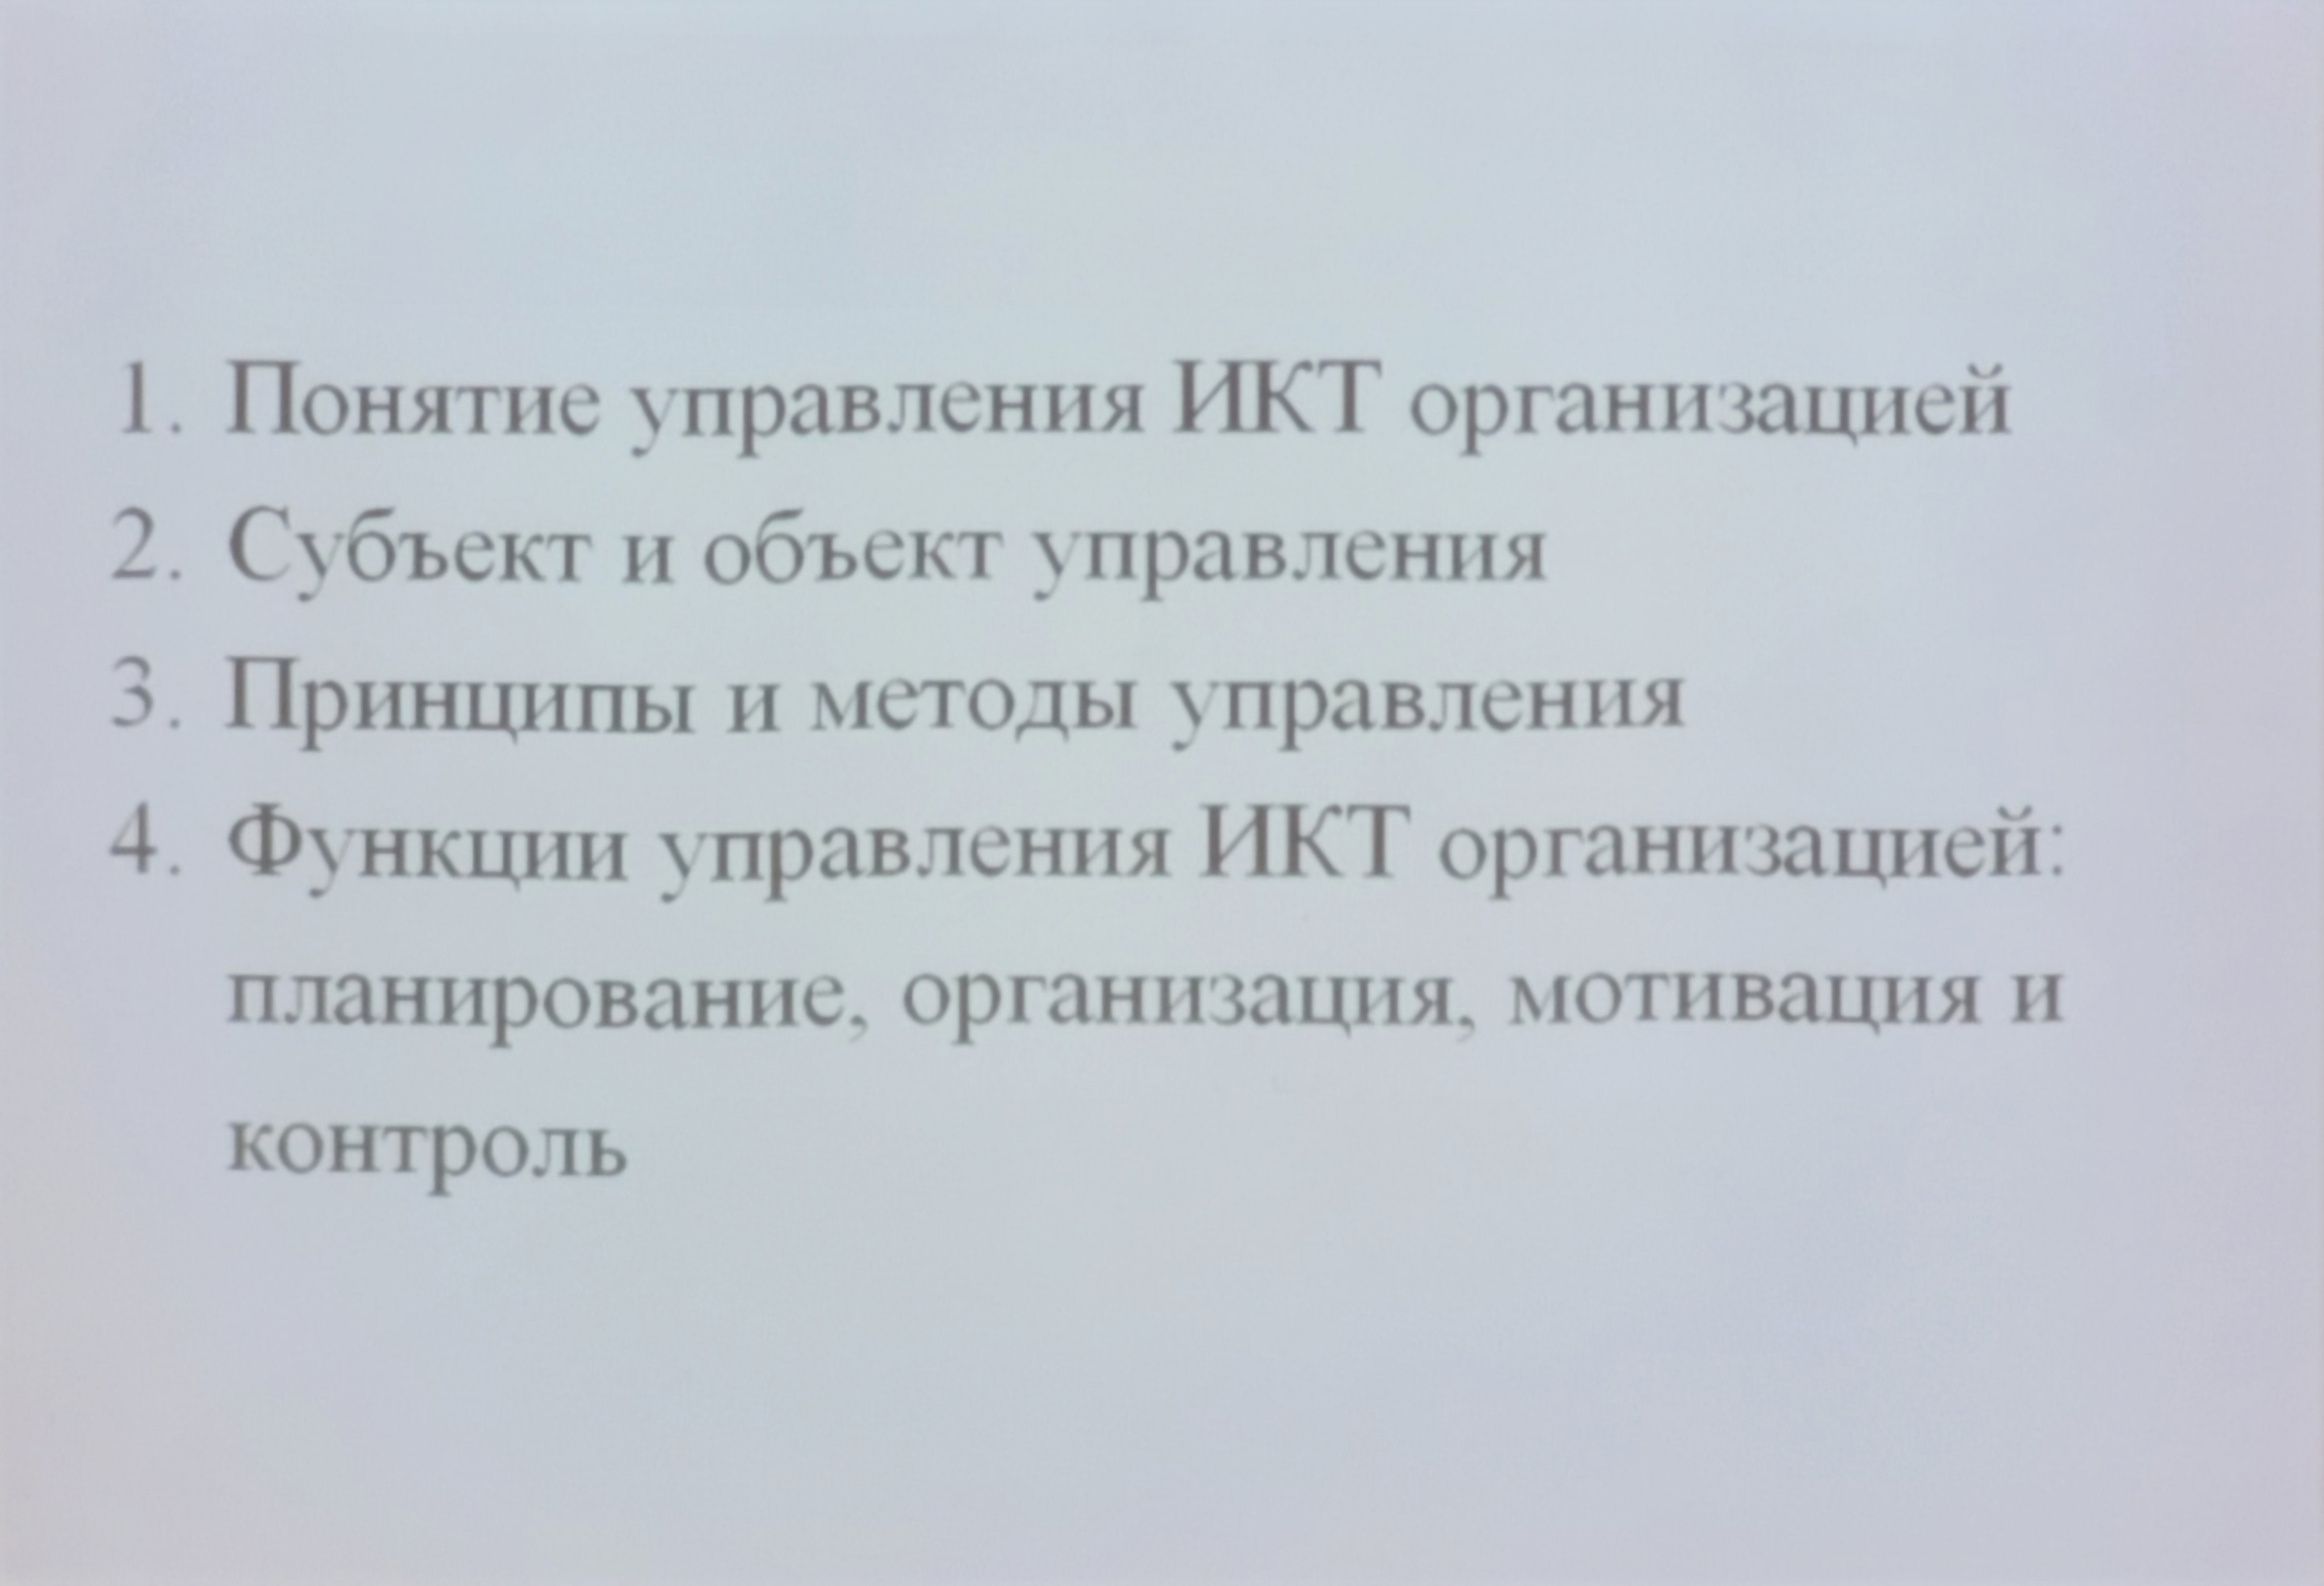 1. Понятие управления ИКТ организацией
2. Субъект и объект управления
3. Принципы и методы управления
4. Функции управления ИКТ организацией:
планирование, организация, мотивация и
контроль